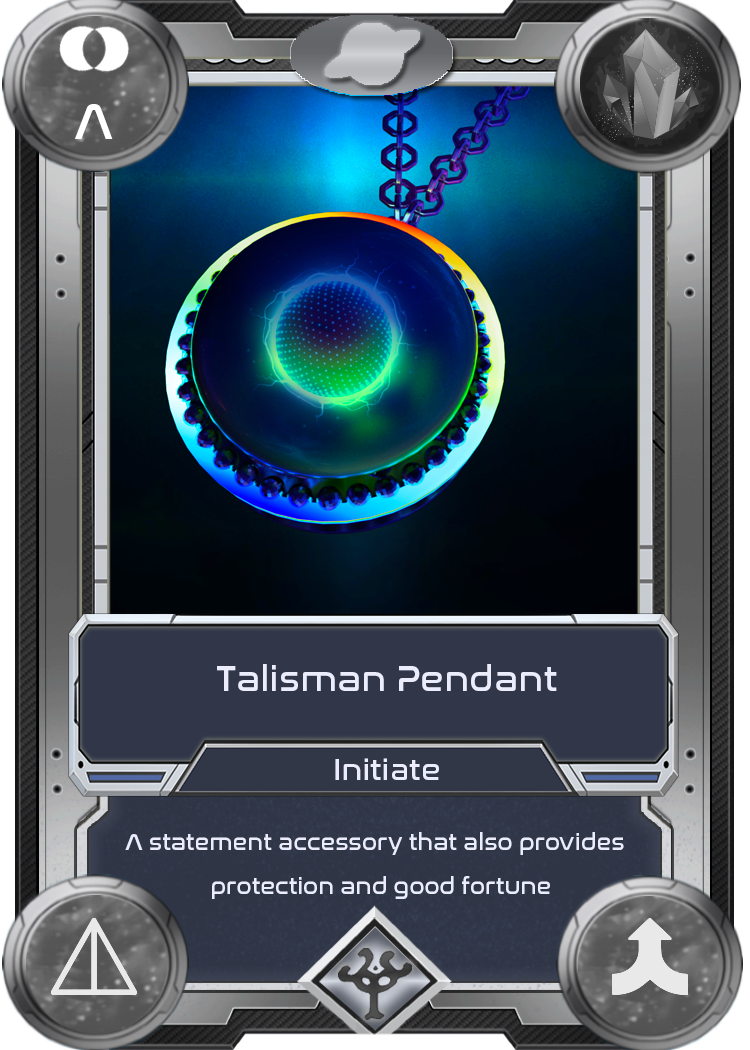 Λ
Talisman Pendant
Initiate
A statement accessory that also provides
protection and good fortune